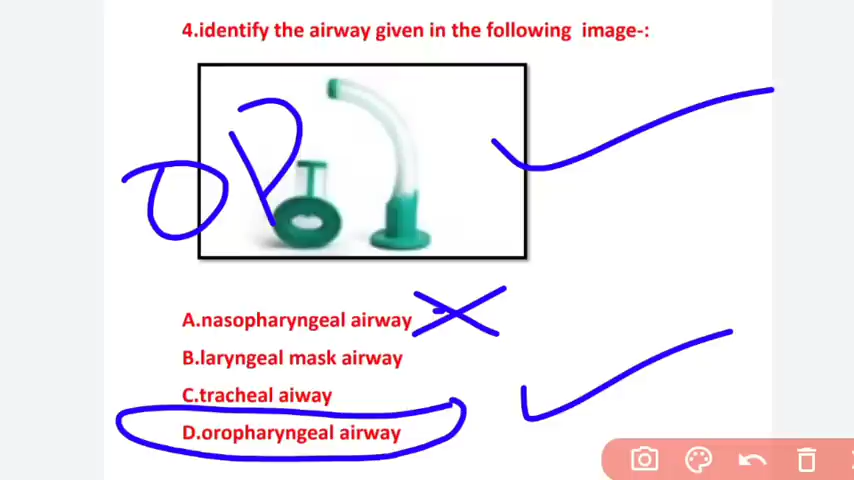 4.identify the airway given in the following image-:
OP
A.nasopharyngeal airway
B.laryngeal mask airway
C.tracheal aiway
D.oropharyngeal airway